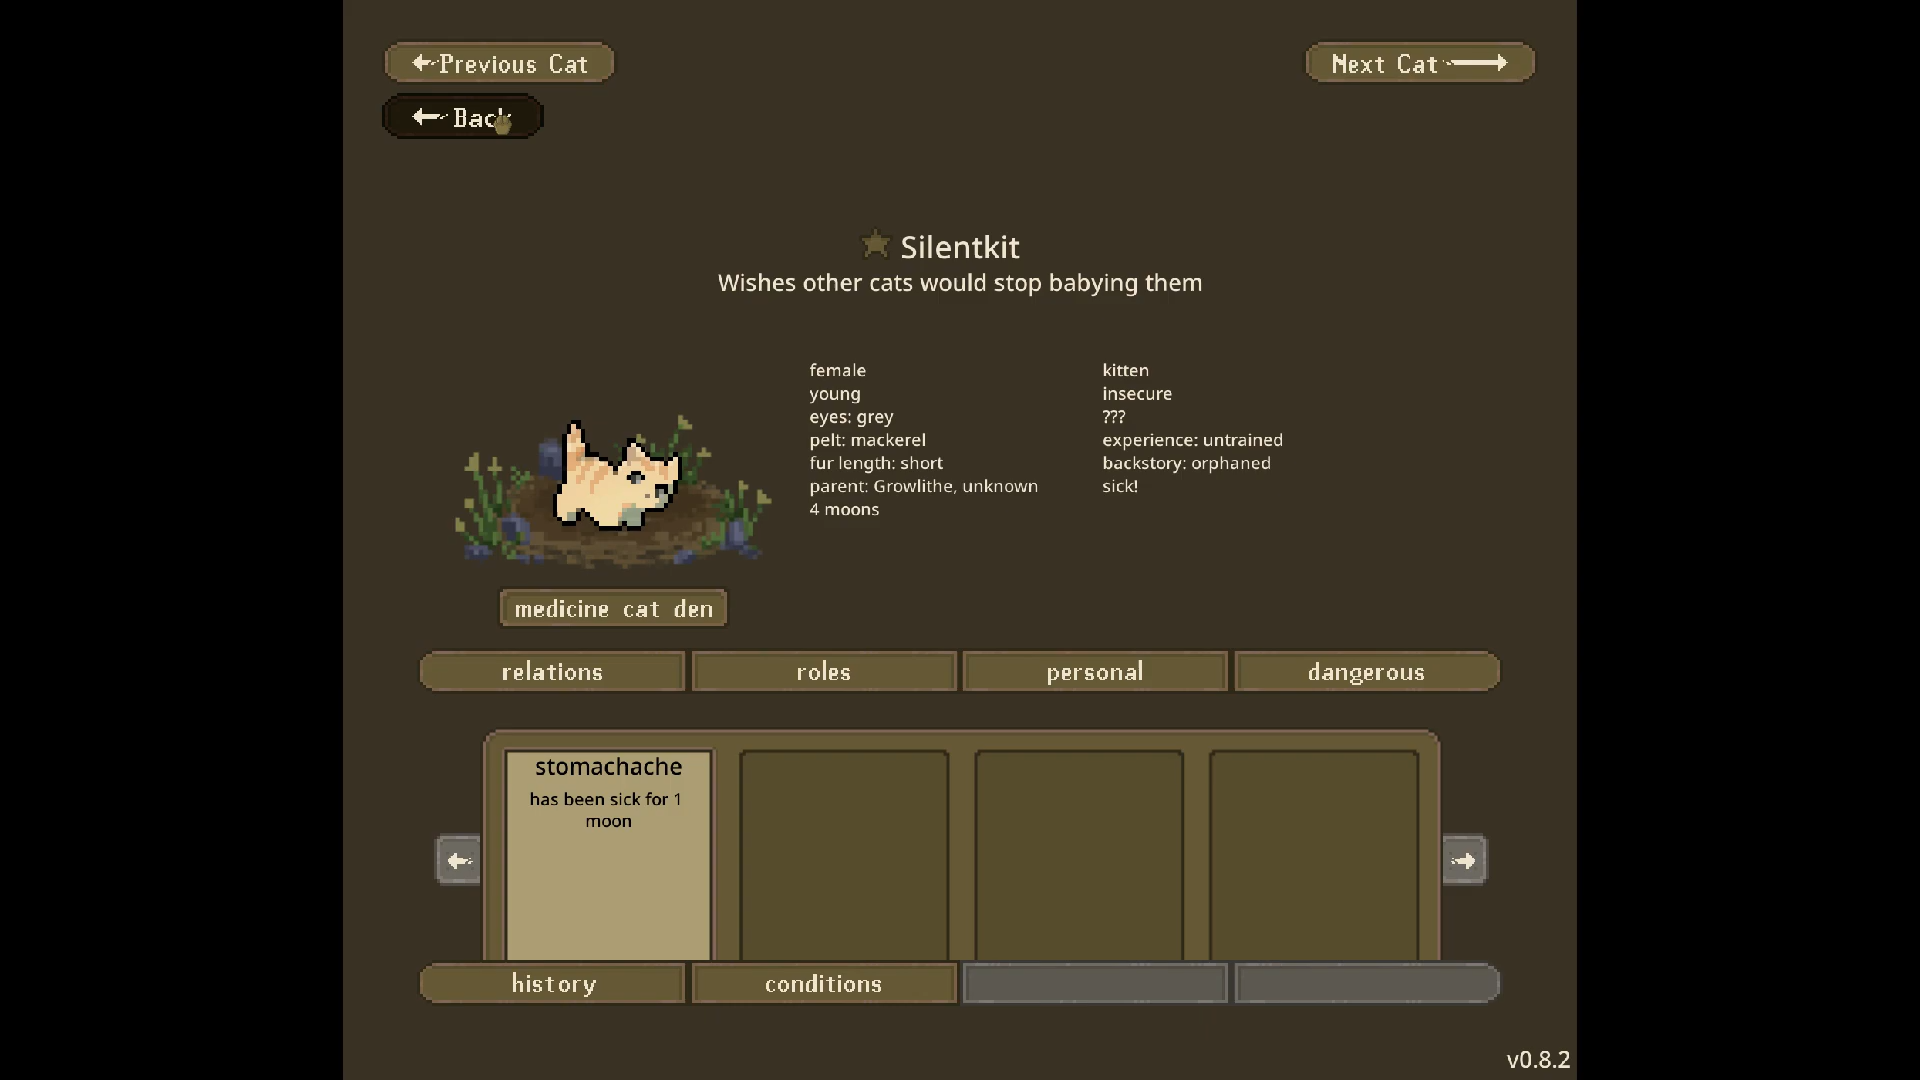 Previous Cat
Next Cat
Back
Silentkit
Wishes other cats would stop babying them
female
young
eyes: grey
pelt: mackerel
fur length: short
parent: Growlithe, unknown
4 moons
kitten
insecure
???
experience: untrained
backstory: orphaned
sick!
medicine cat den
relations
roles
personal
dangerous
stomachache
has been sick for 1
moon
history
conditions
v0.8.2